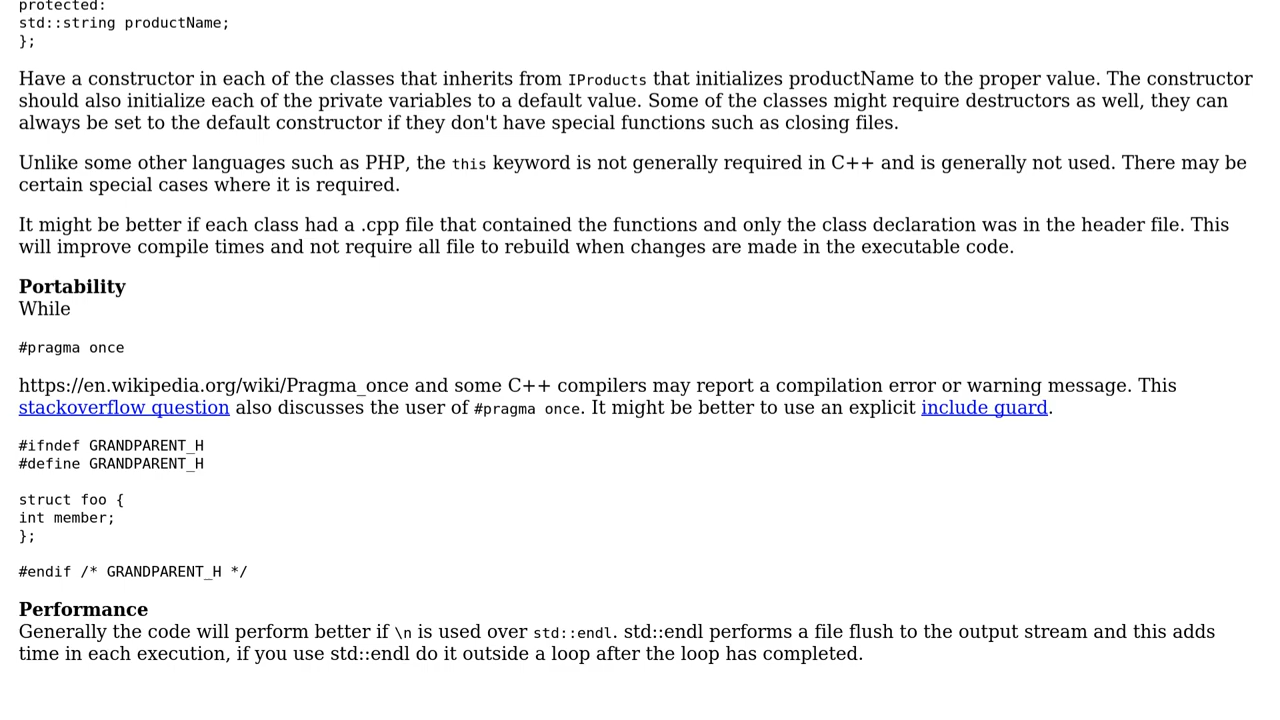 protected:
std::string productName;
};
Have a constructor in each of the classes that inherits from IProducts that initializes productName to the proper value. The constructor
should also initialize each of the private variables to a default value. Some of the classes might require destructors as well, they can
always be set to the default constructor if they don't have special functions such as closing files.
Unlike some other languages such as PHP, the this keyword is not generally required in C++ and is generally not used. There may be
certain special cases where it is required.
It might be better if each class had a .cpp file that contained the functions and only the class declaration was in the header file. This
will improve compile times and not require all file to rebuild when changes are made in the executable code.
Portability
While
#pragma once
https://en.wikipedia.org/wiki/Pragma_once and some C++ compilers may report a compilation error or warning message. This
stackoverflow question also discusses the user of #pragma once. It might be better to use an explicit include guard.
#ifndef GRANDPARENT_H
#define GRANDPARENT_H
struct foo {
int member;
};
#endif /* GRANDPARENT_H */
Performance
Generally the code will perform better if \n is used over std::endl. std::endl performs a file flush to the output stream and this adds
time in each execution, if you use std::endl do it outside a loop after the loop has completed.